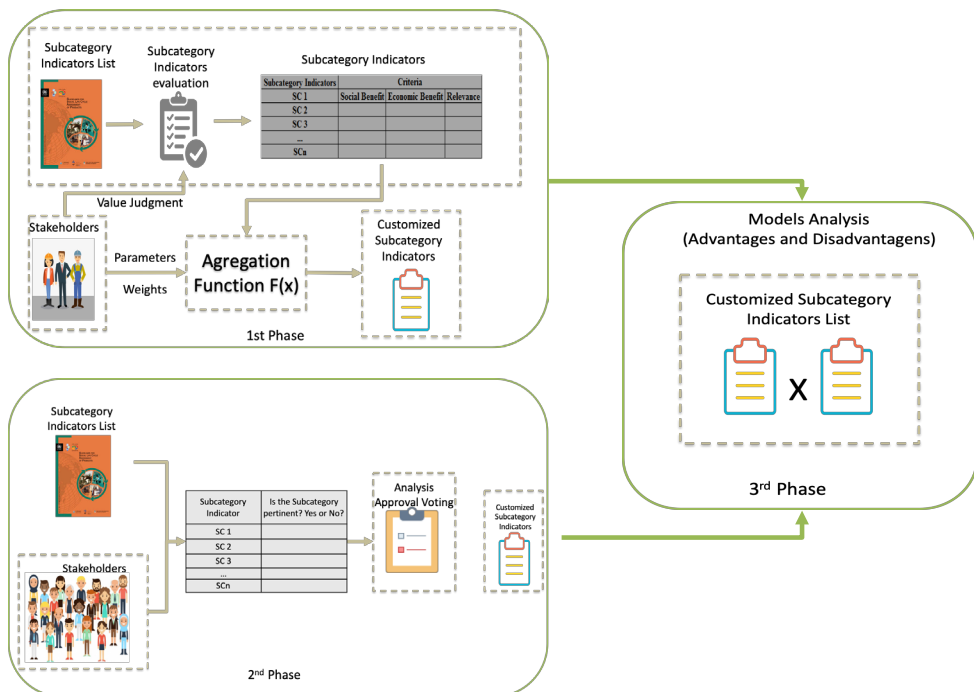 Subcategory
Indicators List
Subcategory
Indicators
evaluation
Subcategory Indicators
Subcategory Indicators Criteria
SC 1 Social Benefit Economic Benefit Relevance
SC 2
SC 3
...
SCn
Value Judgment
Stakeholders
Parameters
Weights
Agregation
Function F(x)
Customized
Subcategory
Indicators
1st Phase
Subcategory
Indicators List
Stakeholders
Subcategory
Indicator
Is the Subcategory
pertinent? Yes or No?
SC 1
SC 2
SC 3
...
SCn
Analysis
Approval Voting
Customized
Subcategory
Indicators
2nd Phase
Models Analysis
(Advantages and Disadvantagens)
Customized Subcategory
Indicators List
X
3rd Phase